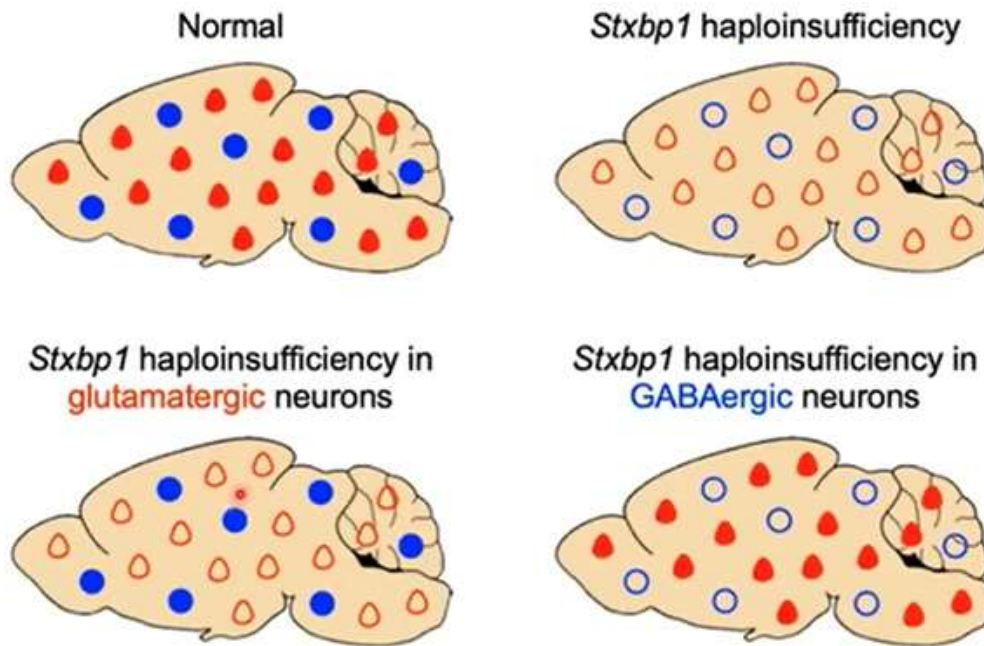 Normal
Stxbp1 haploinsufficiency
Stxbp1 haploinsufficiency in
glutamatergic neurons
Stxbp1 haploinsufficiency in
GABAergic neurons